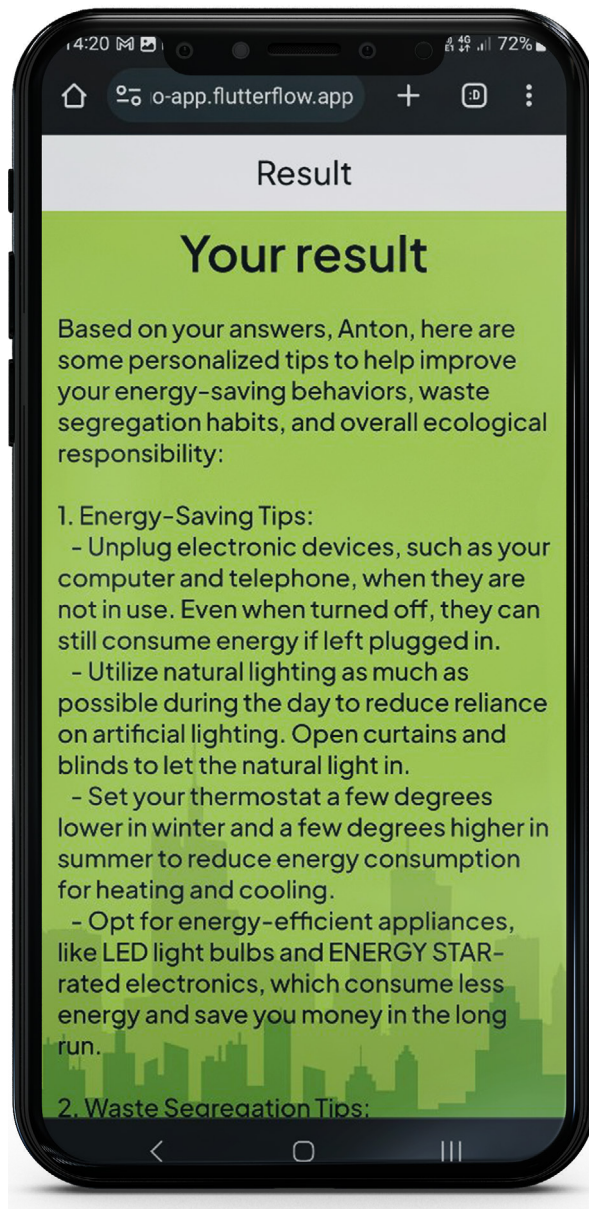 14:20 72%
o-app.flutterflow.app
Result
Your result
Based on your answers, Anton, here are
some personalized tips to help improve
your energy-saving behaviors, waste
segregation habits, and overall ecological
responsibility:
1. Energy-Saving Tips:
- Unplug electronic devices, such as your
computer and telephone, when they are
not in use. Even when turned off, they can
still consume energy if left plugged in.
- Utilize natural lighting as much as
possible during the day to reduce reliance
on artificial lighting. Open curtains and
blinds to let the natural light in.
- Set your thermostat a few degrees
lower in winter and a few degrees higher in
summer to reduce energy consumption
for heating and cooling.
- Opt for energy-efficient appliances,
like LED light bulbs and ENERGY STAR-
rated electronics, which consume less
energy and save you money in the long
run.
2. Waste Segregation Tips: